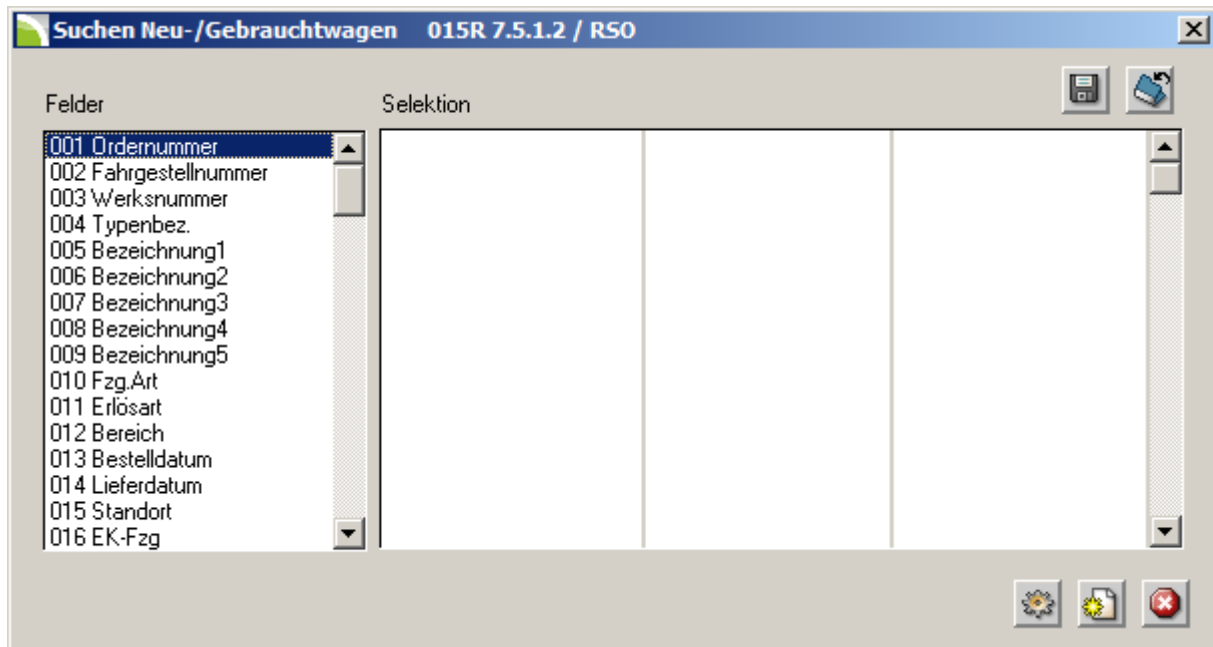 Suchen Neu-/Gebrauchtwagen 015R 7.5.1.2 / RSO
Felder
Selektion
001 Ordernummer
002 Fahrgestellnummer
003 Werksnummer
004 Typenbez.
005 Bezeichnung1
006 Bezeichnung2
007 Bezeichnung3
008 Bezeichnung4
009 Bezeichnung5
010 Fzg.Art
011 Erlösart
012 Bereich
013 Bestelldatum
014 Lieferdatum
015 Standort
016 EK-Fzg